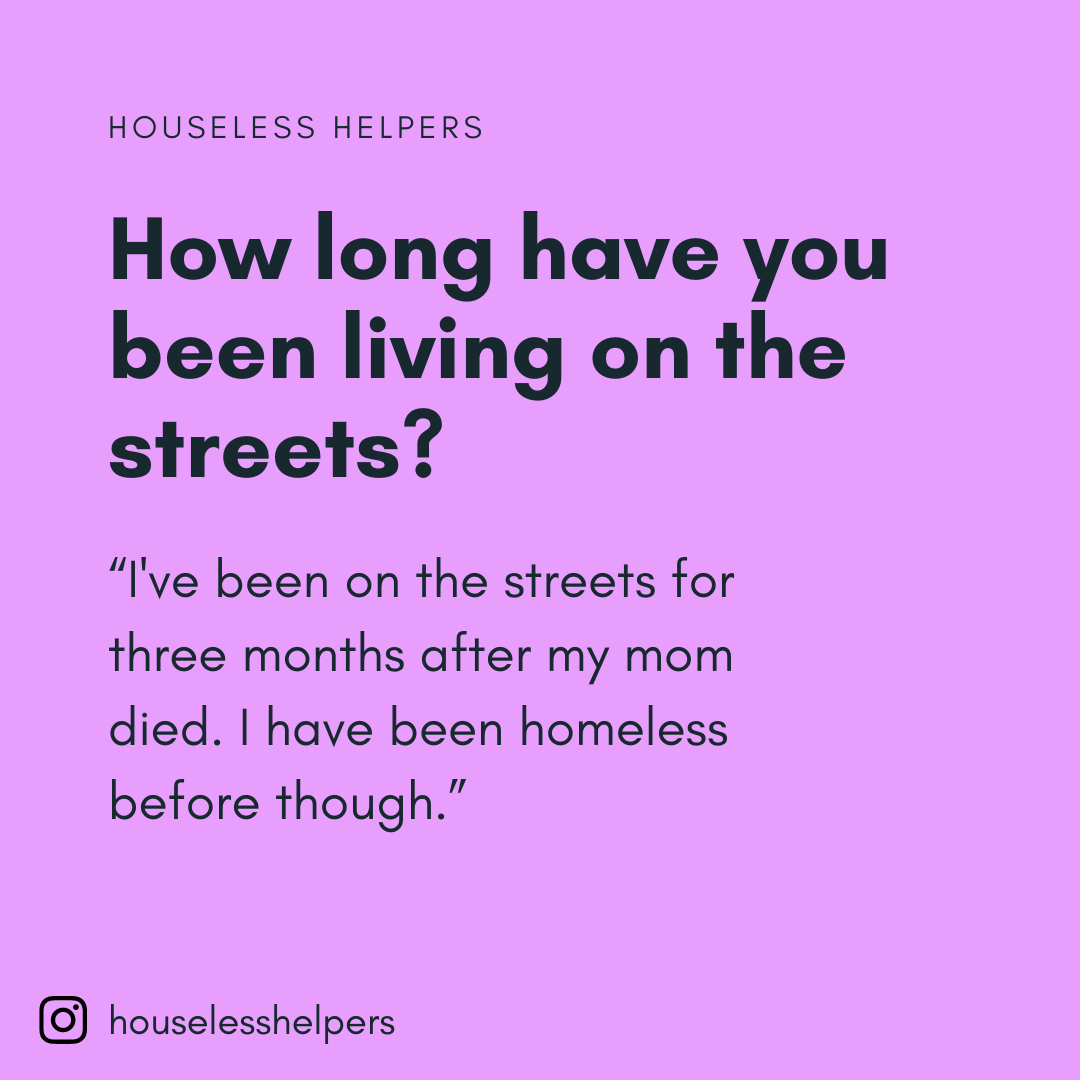 HOUSELESS HELPERS
How long have you
been living on the
streets?
“I've been on the streets for
three months after my mom
died. I have been homeless
before though.”
houselesshelpers